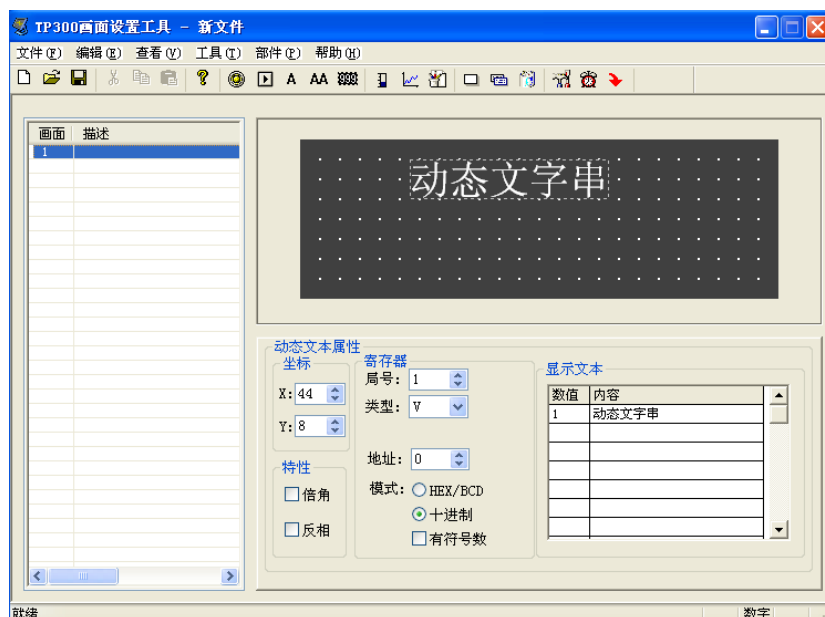 TP300画面设置工具 - 新文件
文件(F) 编辑(E) 查看(V) 工具(T) 部件(P) 帮助(H)
A AA
画面 描述
1
动态文字串
动态文本属性
坐标
X: 44
Y: 8
特性
倍角
反相
寄存器
局号: 1
类型: V
地址: 0
模式: HEX/BCD
十进制
有符号数
显示文本
数值 内容
1 动态文字串
就绪 数字